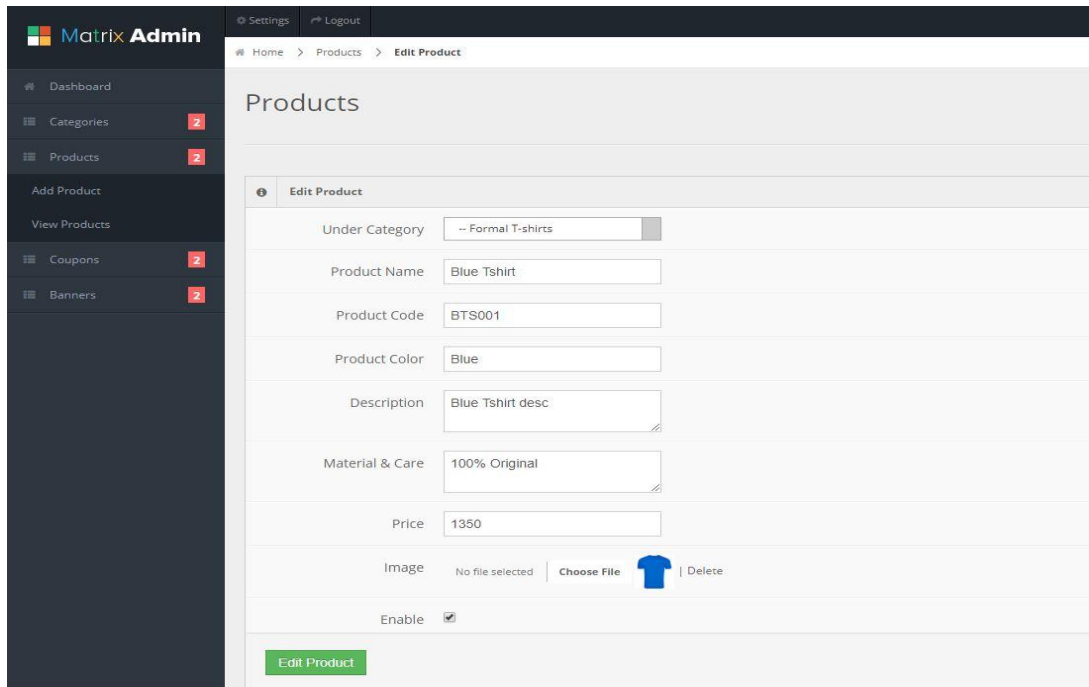 Matrix Admin
Settings Logout
Home > Products > Edit Product
Dashboard
Categories 2
Products 2
Add Product
View Products
Coupons 2
Banners 2
Products
Edit Product
Under Category -- Formal T-shirts
Product Name Blue Tshirt
Product Code BTS001
Product Color Blue
Description Blue Tshirt desc
Material & Care 100% Original
Price 1350
Image No file selected Choose File | Delete
Enable
Edit Product